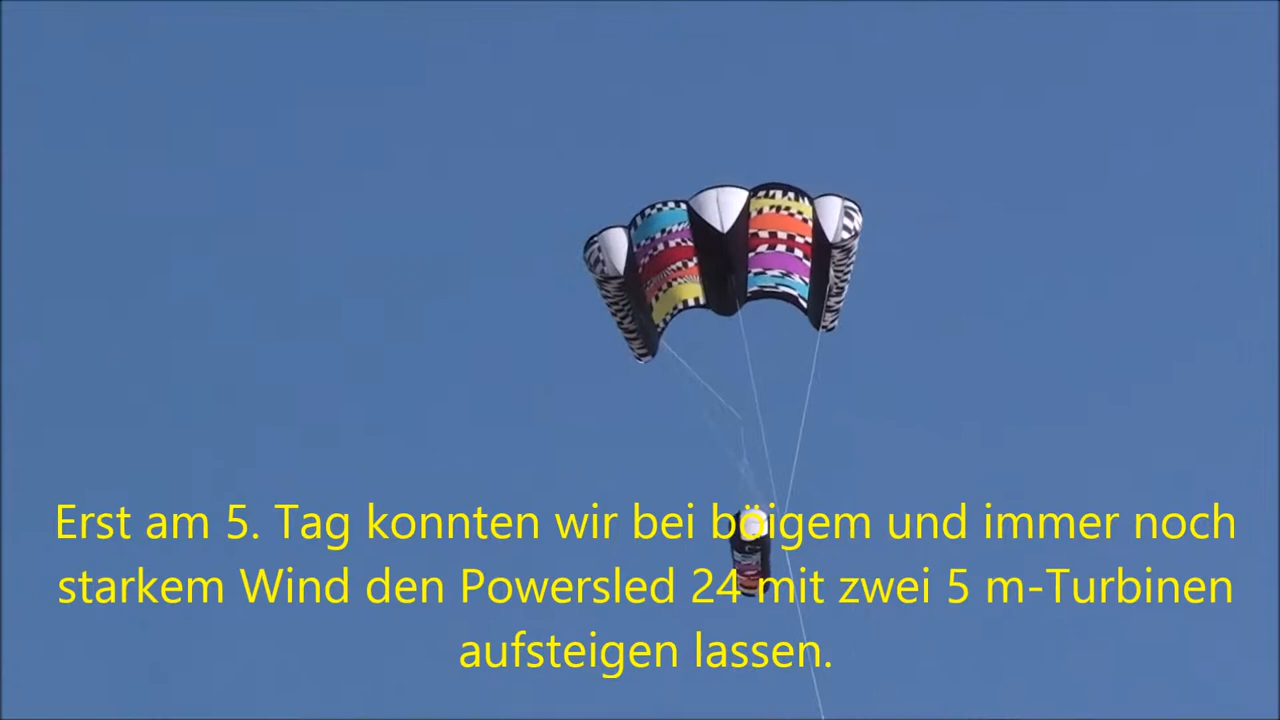 Erst am 5. Tag konnten wir bei böigem und immer noch
starkem Wind den Powersled 24 mit zwei 5 m-Turbinen
aufsteigen lassen.